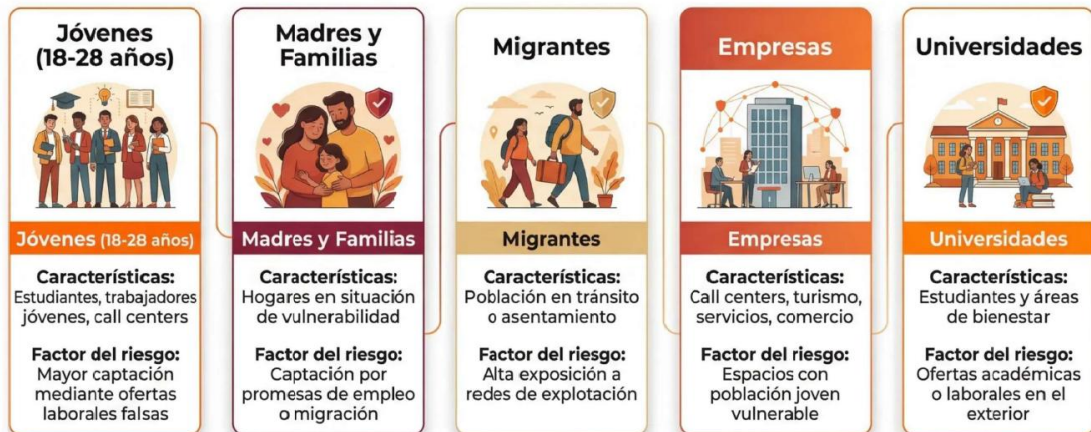 Jóvenes
(18-28 años)
Jóvenes (18-28 años)
Características:
Estudiantes, trabajadores
jóvenes, call centers
Factor del riesgo:
Mayor captación
mediante ofertas
laborales falsas
Madres y
Familias
Madres y Familias
Características:
Hogares en situación
de vulnerabilidad
Factor del riesgo:
Captación por
promesas de empleo
o migración
Migrantes
Migrantes
Características:
Población en tránsito
o asentamiento
Factor del riesgo:
Alta exposición a
redes de explotación
Empresas
Empresas
Características:
Call centers, turismo,
servicios, comercio
Factor del riesgo:
Espacios con
población joven
vulnerable
Universidades
Universidades
Características:
Estudiantes y áreas
de bienestar
Factor del riesgo:
Ofertas académicas
o laborales en el
exterior